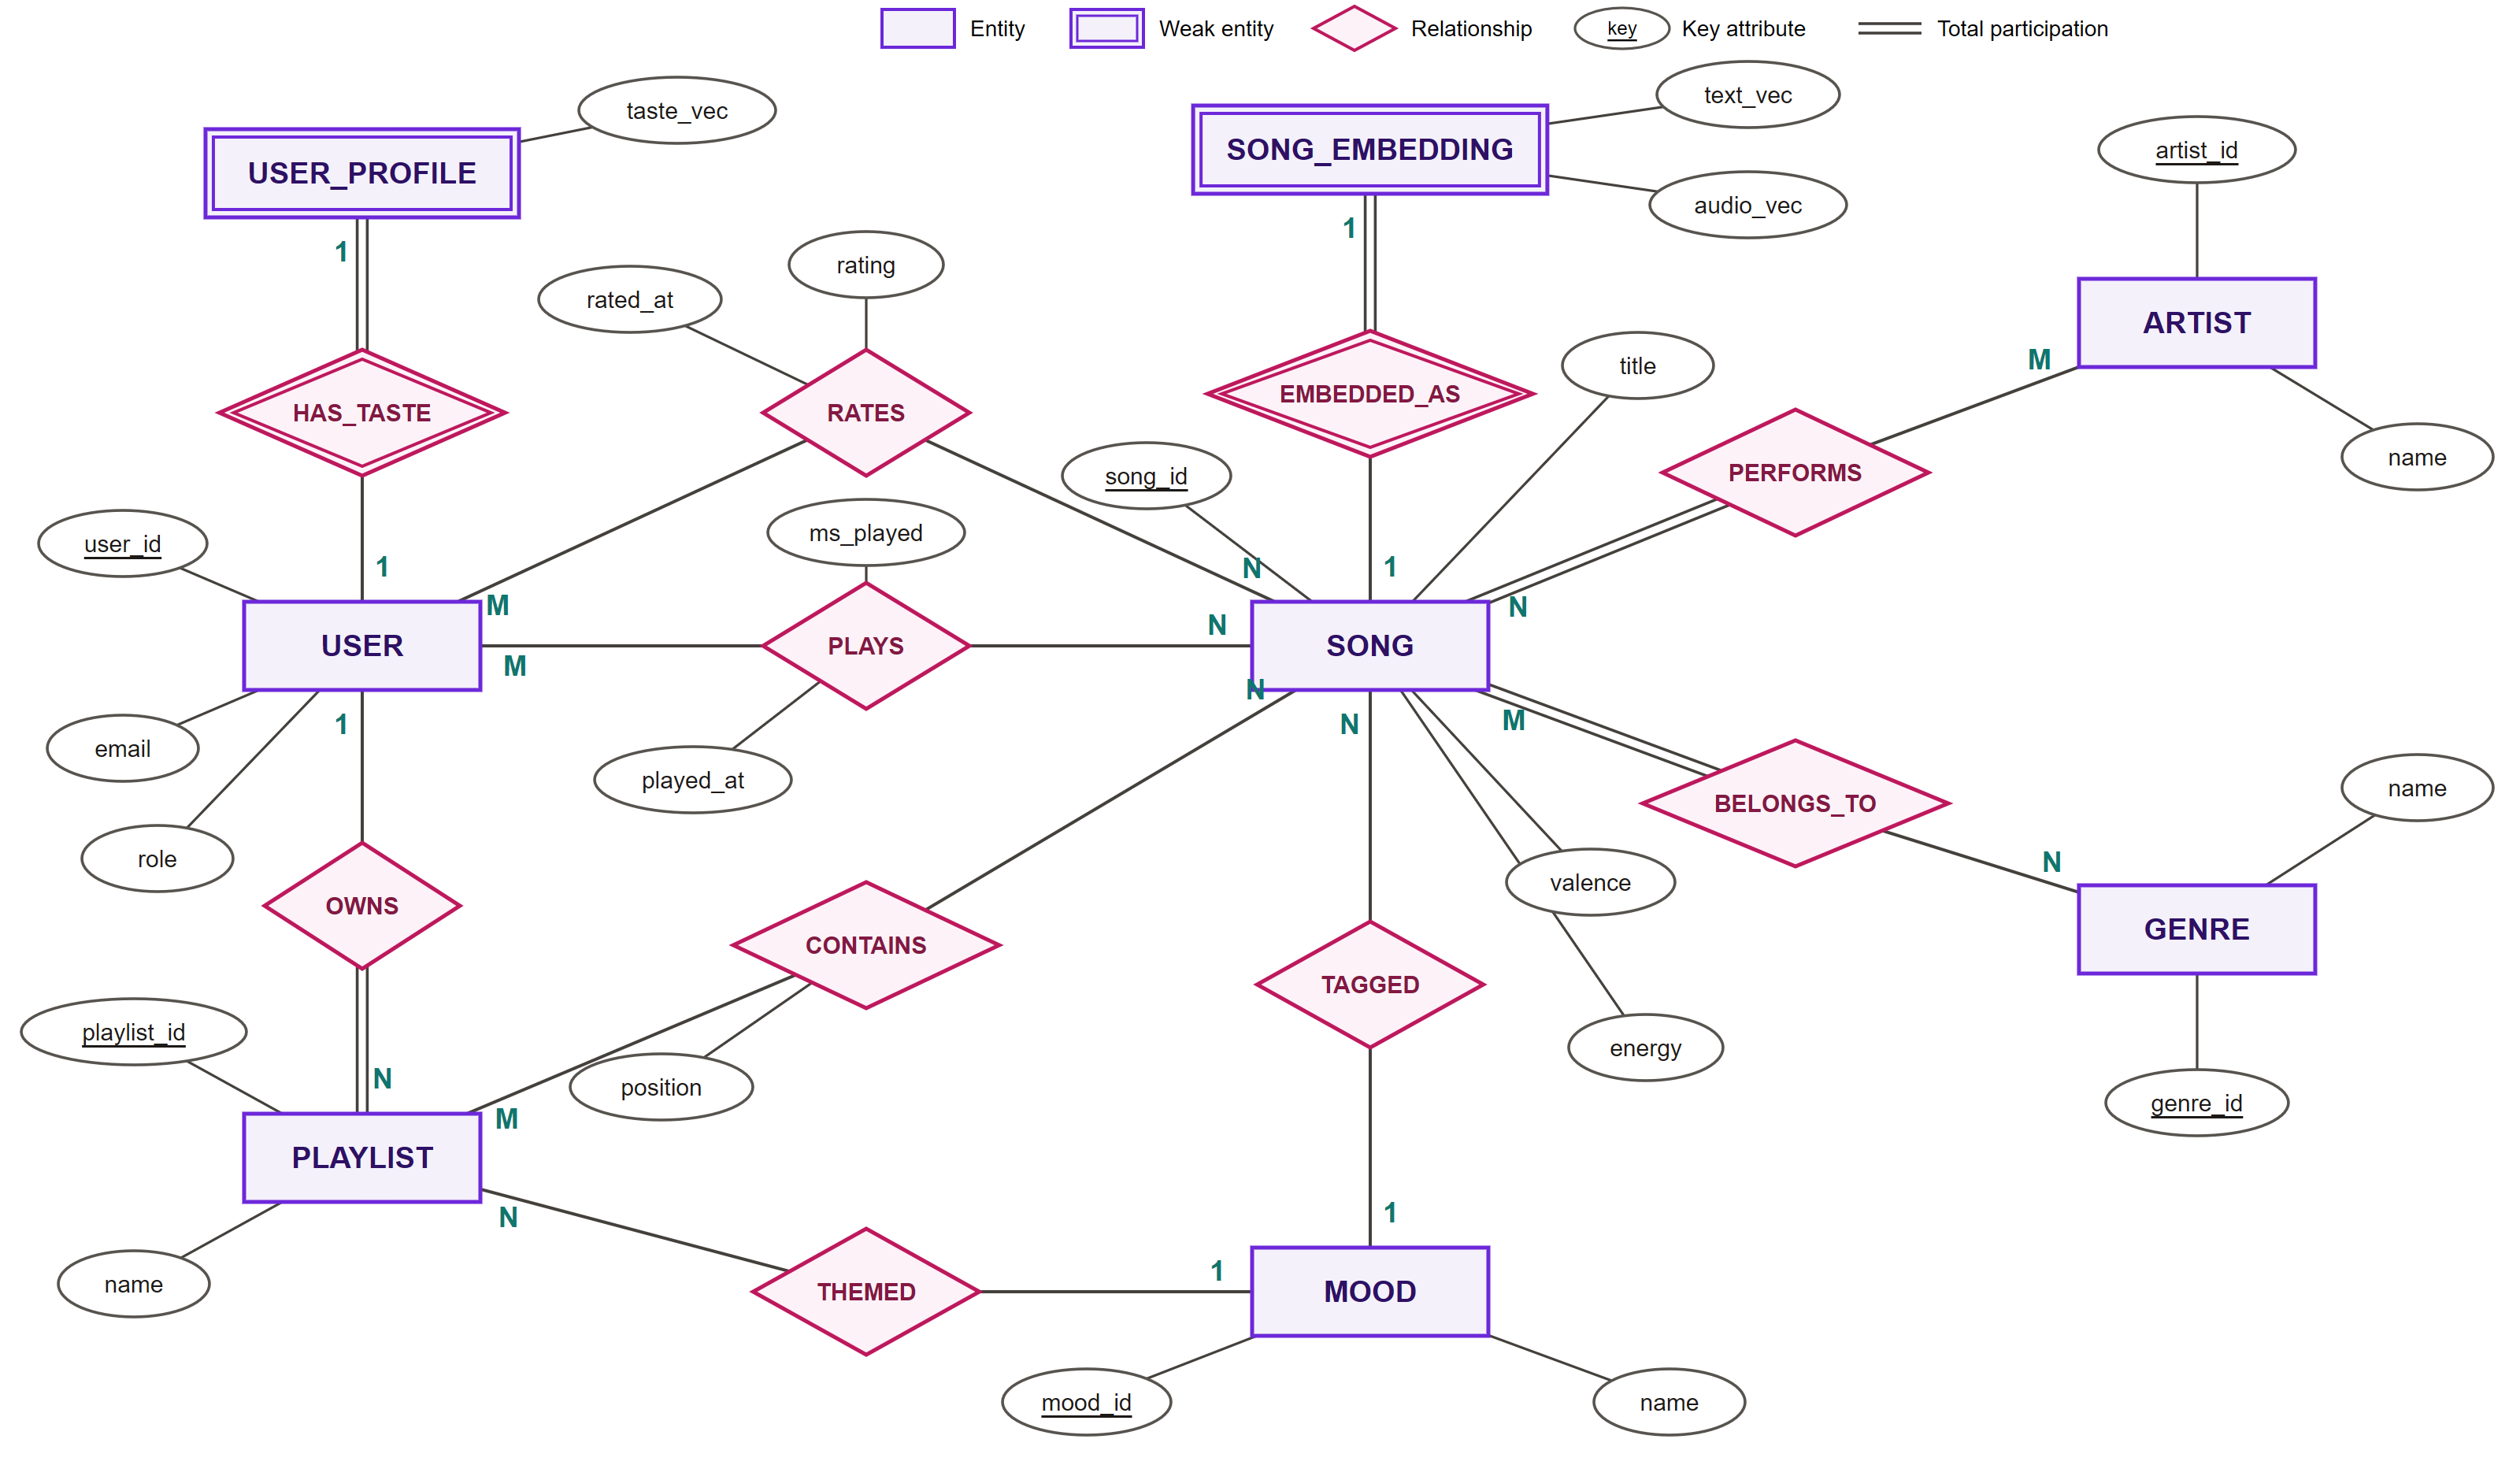 Entity
Weak entity
Relationship
key
Key attribute
Total participation
taste_vec
text_vec
USER_PROFILE
SONG_EMBEDDING
artist_id
audio_vec
1
1
rating
rated_at
ARTIST
title
M
HAS_TASTE
RATES
EMBEDDED_AS
PERFORMS
name
song_id
ms_played
user_id
1
N
1
M
N
N
USER
PLAYS
SONG
M
N
1
N
M
email
played_at
name
role
valence
BELONGS_TO
N
OWNS
CONTAINS
TAGGED
GENRE
playlist_id
energy
N
position
genre_id
M
PLAYLIST
N
1
1
name
THEMED
MOOD
mood_id
name